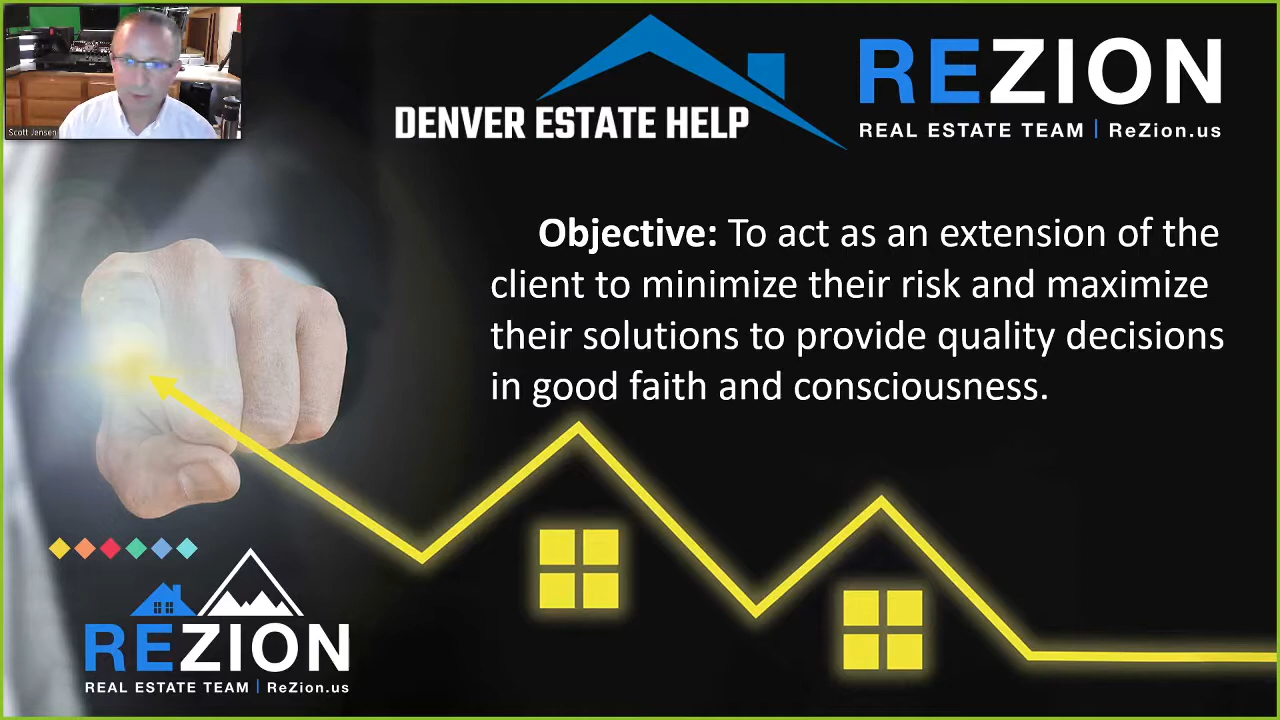 Scott Jensen
DENVER ESTATE HELP
REZION
REAL ESTATE TEAM | ReZion.us
Objective: To act as an extension of the
client to minimize their risk and maximize
their solutions to provide quality decisions
in good faith and consciousness.
REZION
REAL ESTATE TEAM | ReZion.us